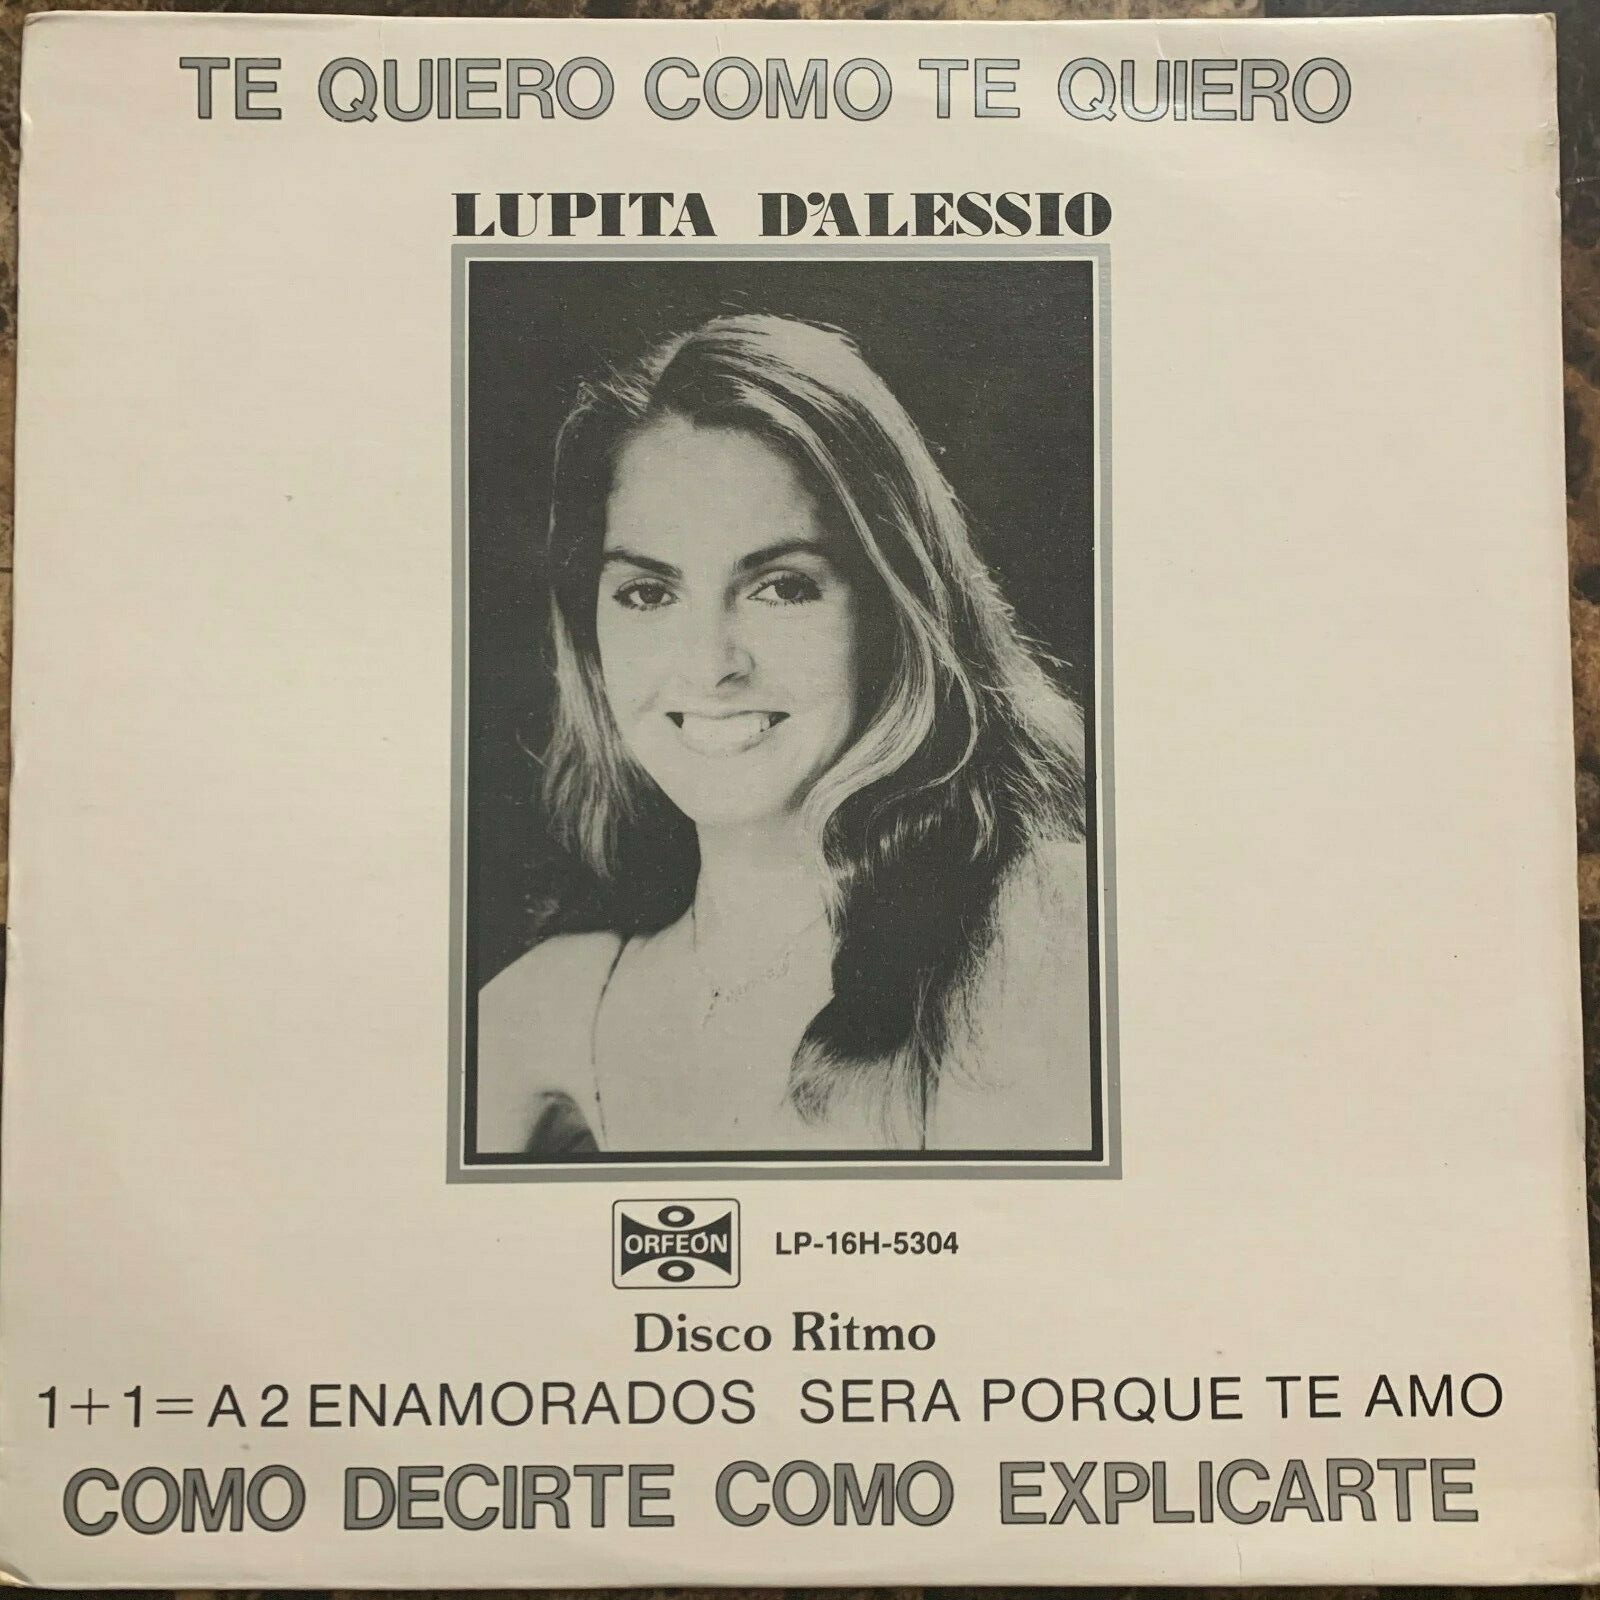 TE QUIERO COMO TE QUIERO
LUPITA D'ALESSIO
ORFEÓN LP-16H-5304
Disco Ritmo
1+1=A 2 ENAMORADOS SERA PORQUE TE AMO
COMO DECIRTE COMO EXPLICARTE